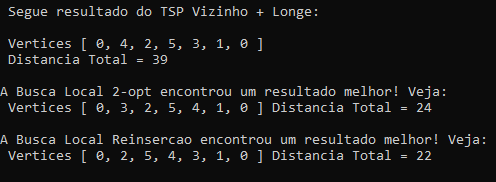 Segue resultado do TSP Vizinho + Longe:
Vertices [ 0, 4, 2, 5, 3, 1, 0 ]
Distancia Total = 39
A Busca Local 2-opt encontrou um resultado melhor! Veja:
Vertices [ 0, 3, 2, 5, 4, 1, 0 ] Distancia Total = 24
A Busca Local Reinsercao encontrou um resultado melhor! Veja:
Vertices [ 0, 2, 5, 4, 3, 1, 0 ] Distancia Total = 22